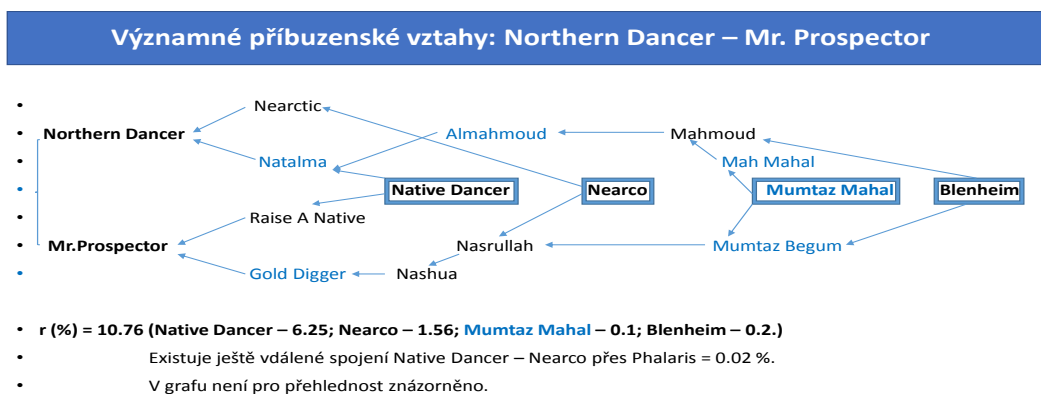 Významné příbuzenské vztahy: Northern Dancer – Mr. Prospector
• Nearctic
• Northern Dancer Almahmoud Mahmoud
• Natalma Mah Mahal
• Native Dancer Nearco Mumtaz Mahal Blenheim
• Raise A Native
• Mr.Prospector Nasrullah Mumtaz Begum
• Gold Digger Nashua
• r (%) = 10.76 (Native Dancer – 6.25; Nearco – 1.56; Mumtaz Mahal – 0.1; Blenheim – 0.2.)
• Existuje ještě vdálené spojení Native Dancer – Nearco přes Phalaris = 0.02 %.
• V grafu není pro přehlednost znázorněno.